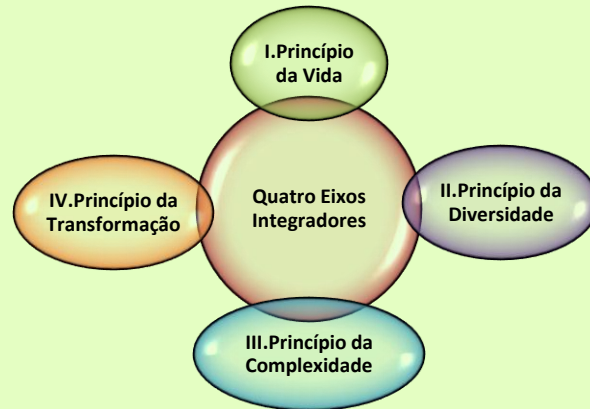 I.Princípio
da Vida
IV.Princípio da
Transformação
Quatro Eixos
Integradores
II.Princípio da
Diversidade
III.Princípio da
Complexidade